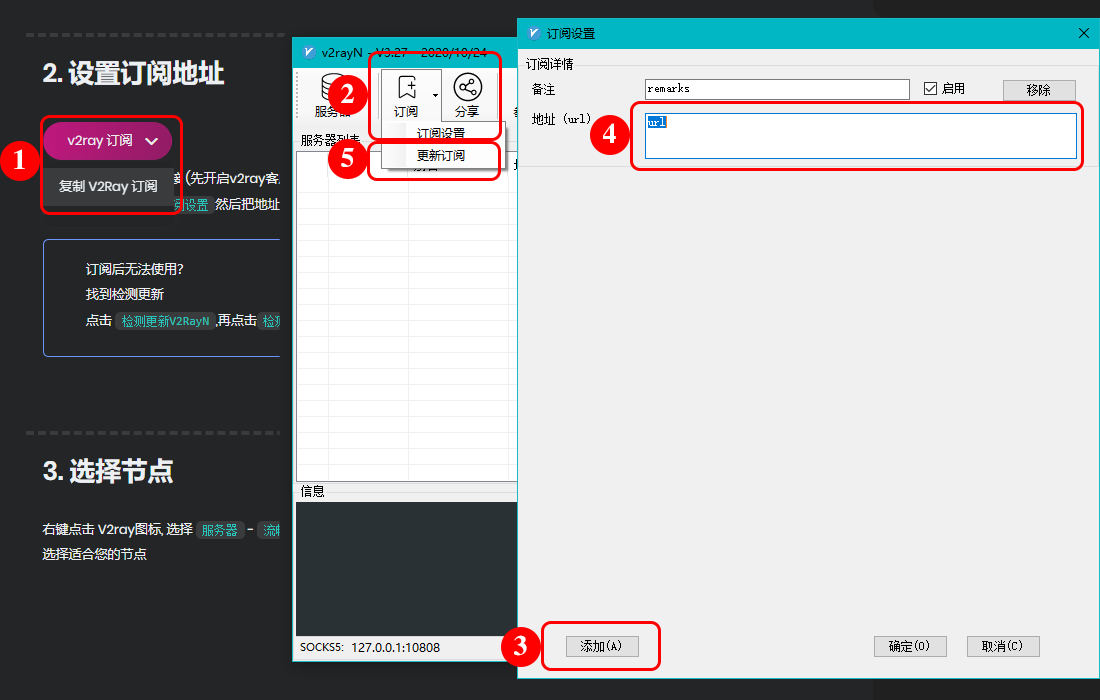 2. 设置订阅地址
v2ray 订阅
1
复制 V2Ray 订阅
(先开启v2ray客
阅设置 然后把地址
订阅后无法使用?
找到检测更新
点击 检测更新V2RayN ,再点击
3. 选择节点
右键点击 V2ray图标, 选择 服务器 -
选择适合您的节点
v2rayN - V3.27 - 2020/10/24
服务器
2
订阅
分享
订阅设置
服务器列表
5
更新订阅
信息
SOCKS5: 127.0.0.1:10808
订阅设置
订阅详情
备注
remarks
启用
移除
地址 (url)
4
url
3
添加(A)
确定(O)
取消(C)